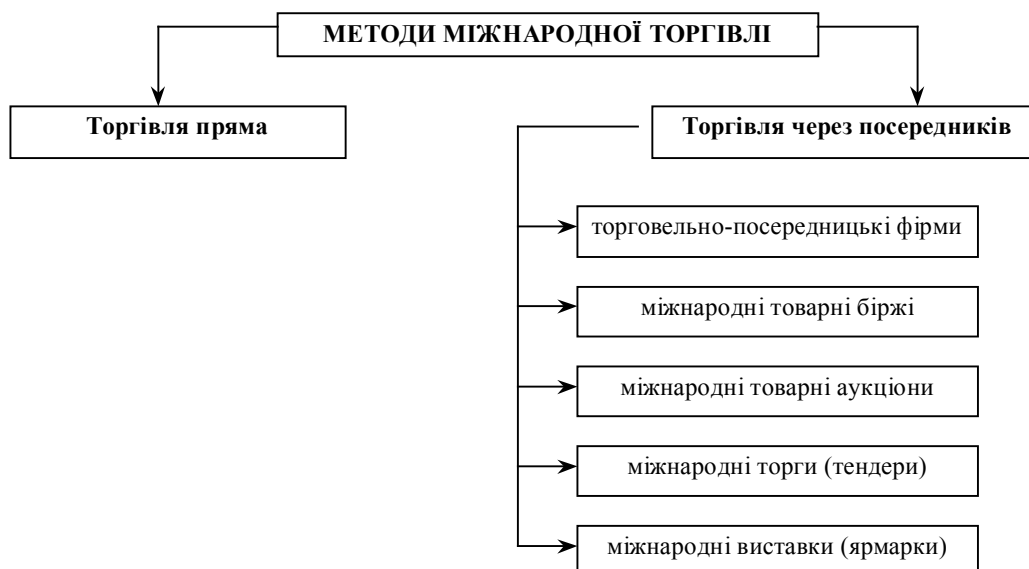 МЕТОДИ МІЖНАРОДНОЇ ТОРГІВЛІ
Торгівля пряма
Торгівля через посередників
торговельно-посередницькі фірми
міжнародні товарні біржі
міжнародні товарні аукціони
міжнародні торги (тендери)
міжнародні виставки (ярмарки)